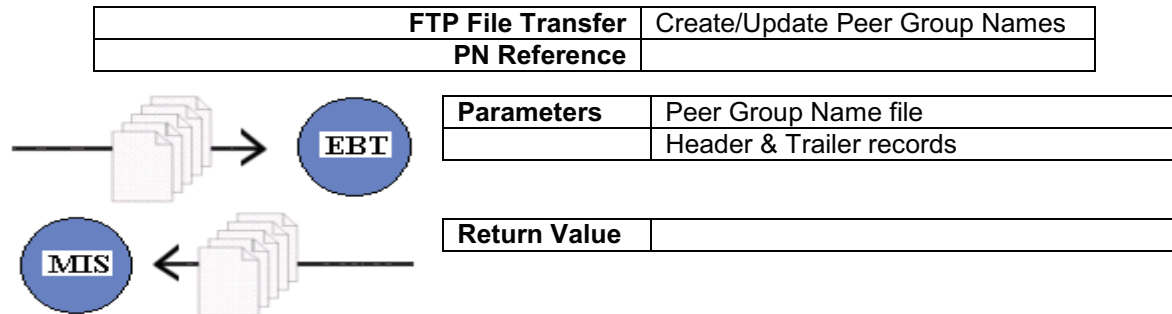 FTP File Transfer Create/Update Peer Group Names
PN Reference
Parameters Peer Group Name file
EBT
Header & Trailer records
Return Value
MIS